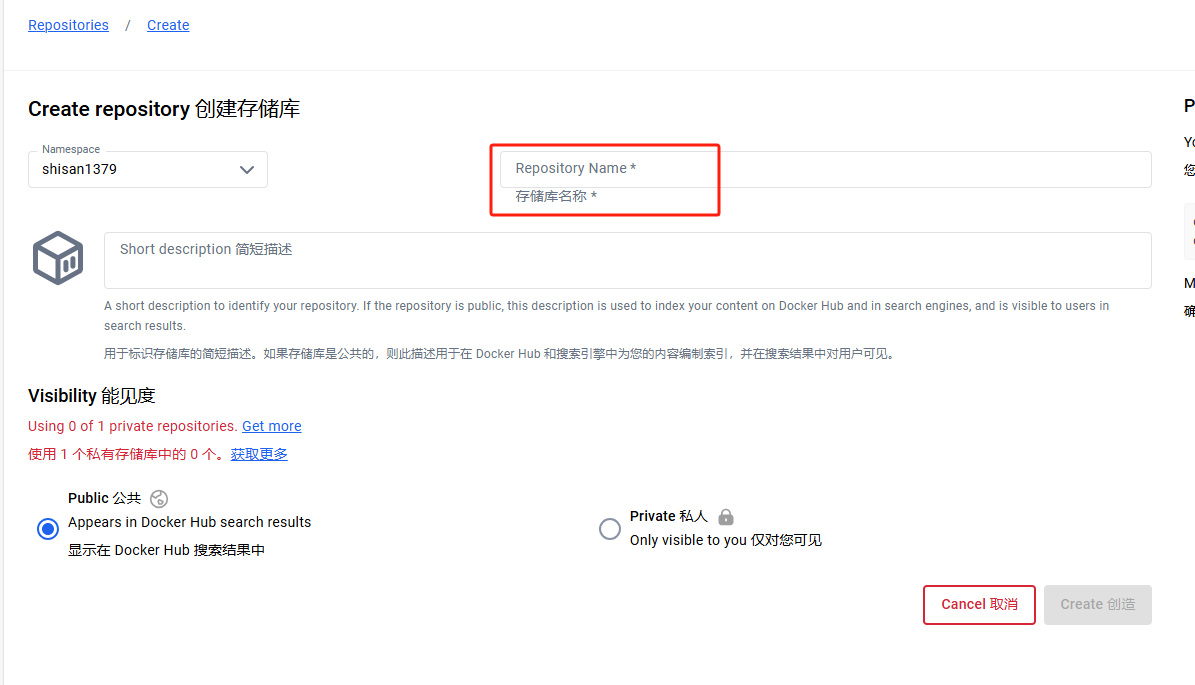 Repositories / Create
Create repository 创建存储库
Namespace
shisan1379
Repository Name *
存储库名称 *
Short description 简短描述
A short description to identify your repository. If the repository is public, this description is used to index your content on Docker Hub and in search engines, and is visible to users in
search results.
用于标识存储库的简短描述。如果存储库是公共的，则此描述用于在 Docker Hub 和搜索引擎中为您的内容编制索引，并在搜索结果中对用户可见。
Visibility 能见度
Using 0 of 1 private repositories. Get more
使用 1 个私有存储库中的 0 个。获取更多
Public 公共
Appears in Docker Hub search results
显示在 Docker Hub 搜索结果中
Private 私人
Only visible to you 仅对您可见
Cancel 取消
Create 创造
P
Yo
您
M
确